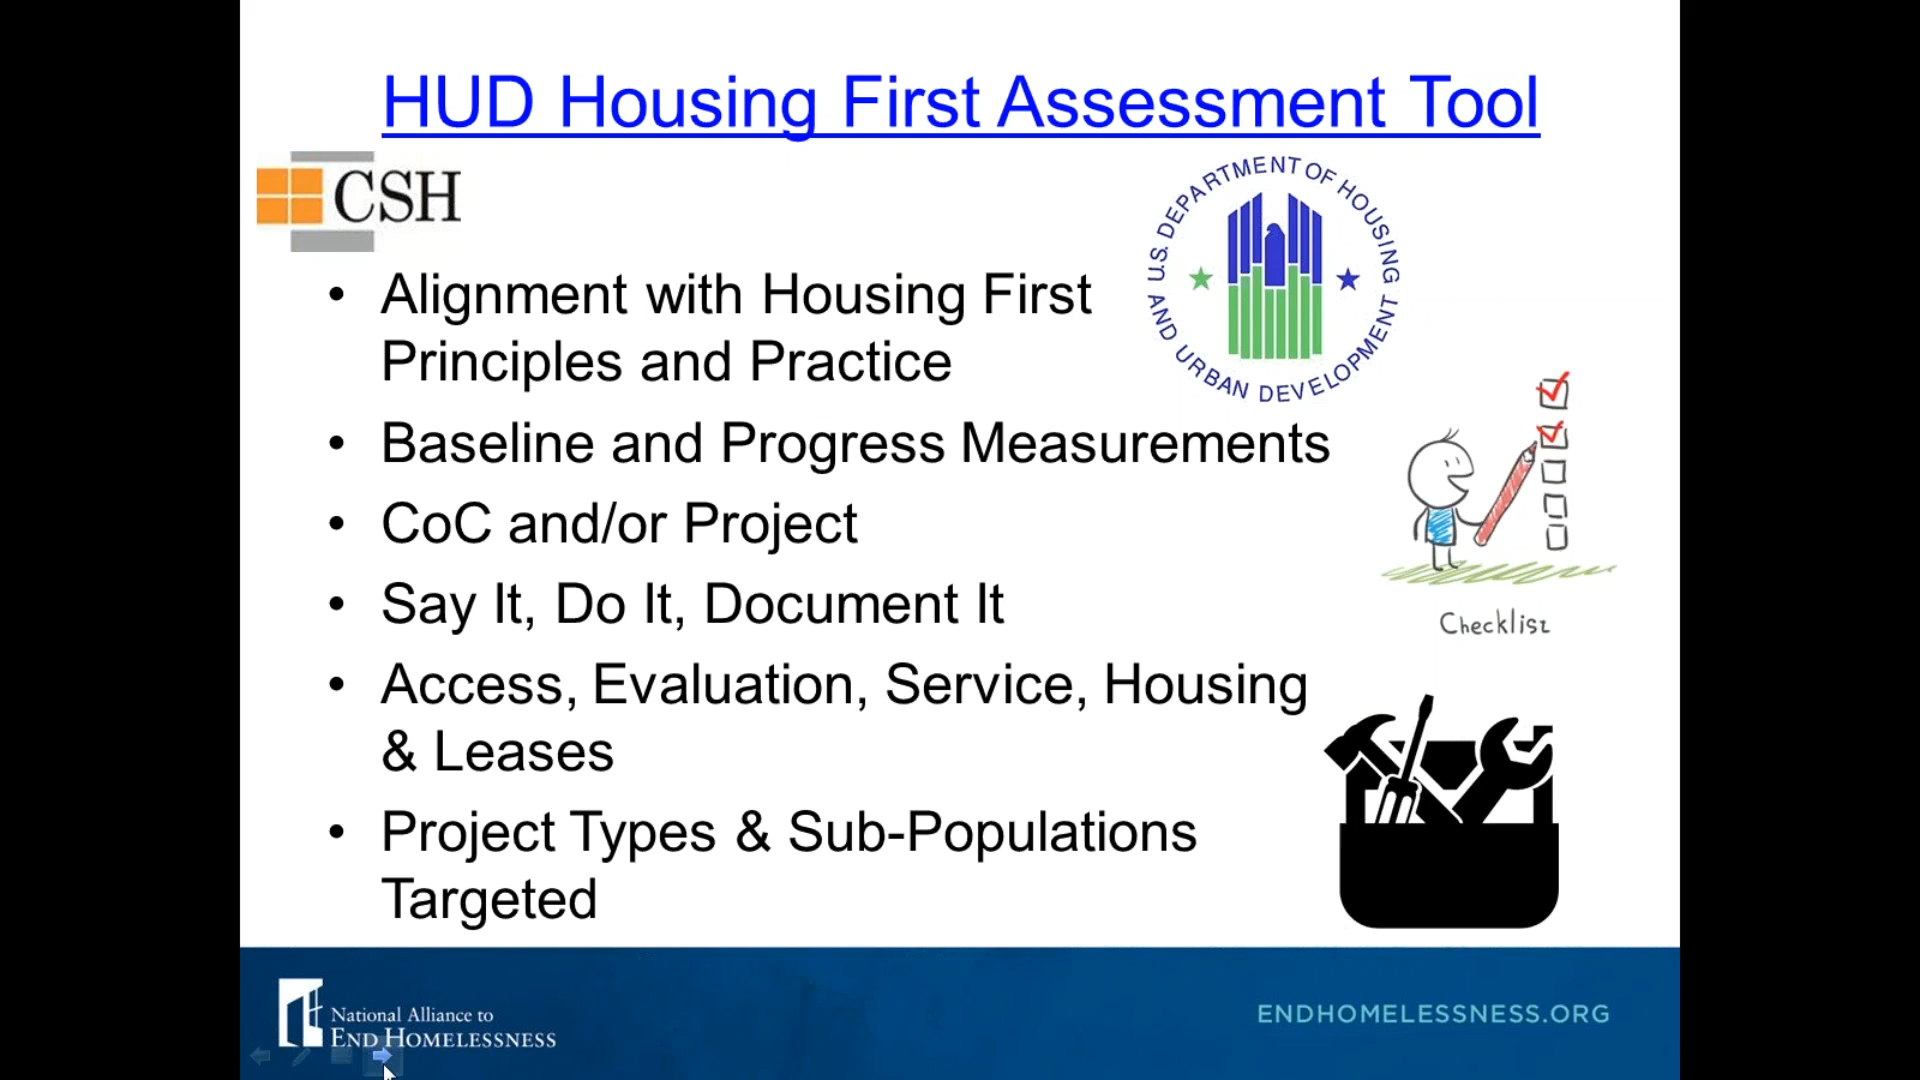 HUD Housing First Assessment Tool
CSH
U.S. DEPARTMENT OF HOUSING
AND URBAN DEVELOPMENT
• Alignment with Housing First
Principles and Practice
• Baseline and Progress Measurements
• CoC and/or Project
• Say It, Do It, Document It
Checklist
• Access, Evaluation, Service, Housing
& Leases
• Project Types & Sub-Populations
Targeted
National Alliance to
END HOMELESSNESS
ENDHOMELESSNESS.ORG